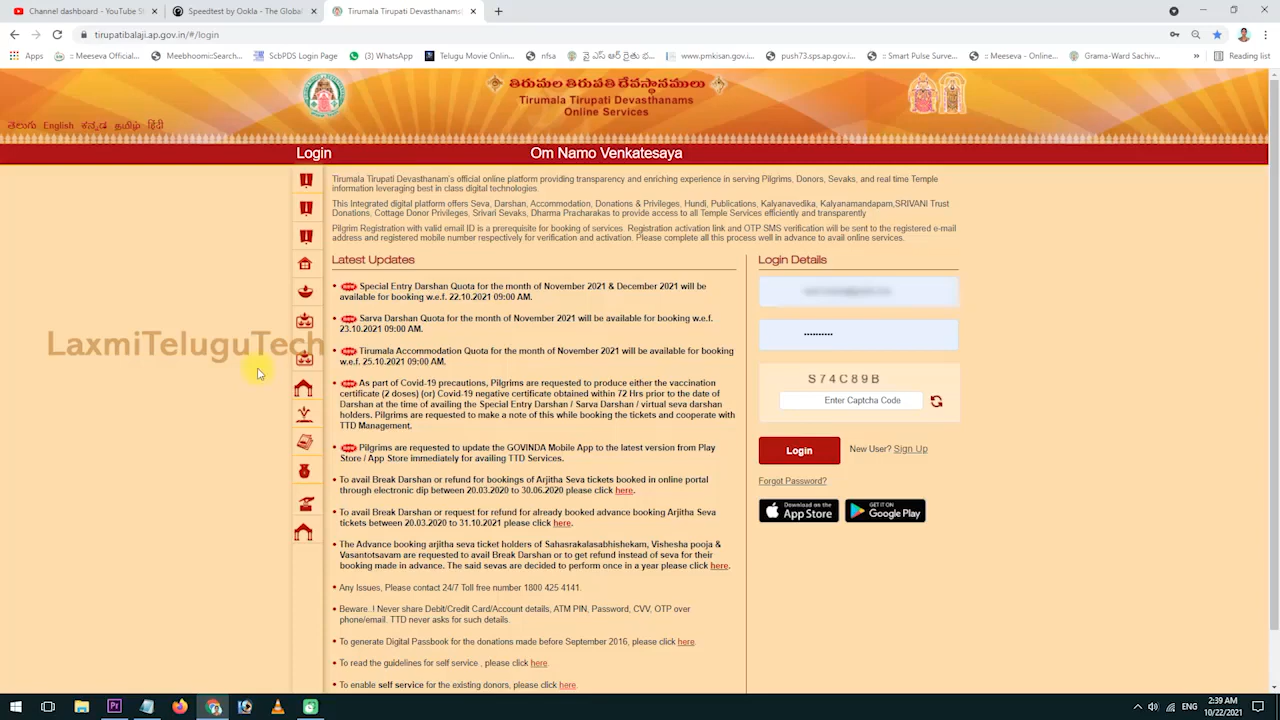 Channel dashboard - YouTube S
Speedtest by Ookla - The Global
Tirumala Tirupati Devasthanams
tirupatibalaji.ap.gov.in/#/login
Apps
:: Meeseva Official...
Meebhoomi::Search...
ScbPDS Login Page
(3) WhatsApp
Telugu Movie Onlin...
nfsa
వై ఎస్ ఆర్ రైతు భ...
www.pmkisan.gov.i...
push73.sps.ap.gov.i...
:: Smart Pulse Surve...
:: Meeseva - Online...
Grama-Ward Sachiv...
»
Reading list
తిరుమల తిరుపతి దేవస్థానములు
Tirumala Tirupati Devasthanams
Online Services
తెలుగు English ಕನ್ನಡ தமிழ் हिंदी
Login
Om Namo Venkatesaya
Tirumala Tirupati Devasthanam's official online platform providing transparency and enriching experience in serving Pilgrims, Donors, Sevaks, and real time Temple
information leveraging best in class digital technologies.
This Integrated digital platform offers Seva, Darshan, Accommodation, Donations & Privileges, Hundi, Publications, Kalyanavedika, Kalyanamandapam,SRIVANI Trust
Donations, Cottage Donor Privileges, Srivari Sevaks, Dharma Pracharakas to provide access to all Temple Services efficiently and transparently
Pilgrim Registration with valid email ID is a prerequisite for booking of services. Registration activation link and OTP SMS verification will be sent to the registered e-mail
address and registered mobile number respectively for verification and activation. Please complete all this process well in advance to avail online services.
Latest Updates
• new Special Entry Darshan Quota for the month of November 2021 & December 2021 will be
available for booking w.e.f. 22.10.2021 09:00 AM.
• new Sarva Darshan Quota for the month of November 2021 will be available for booking w.e.f.
23.10.2021 09:00 AM.
• new Tirumala Accommodation Quota for the month of November 2021 will be available for booking
w.e.f. 25.10.2021 09:00 AM.
• new As part of Covid-19 precautions, Pilgrims are requested to produce either the vaccination
certificate (2 doses) (or) Covid-19 negative certificate obtained within 72 Hrs prior to the date of
Darshan at the time of availing the Special Entry Darshan / Sarva Darshan / virtual seva darshan
holders. Pilgrims are requested to make a note of this while booking the tickets and cooperate with
TTD Management.
• new Pilgrims are requested to update the GOVINDA Mobile App to the latest version from Play
Store / App Store immediately for availing TTD Services.
• To avail Break Darshan or refund for bookings of Arjitha Seva tickets booked in online portal
through electronic dip between 20.03.2020 to 30.06.2020 please click here.
• To avail Break Darshan or request for refund for already booked advance booking Arjitha Seva
tickets between 20.03.2020 to 31.10.2021 please click here.
• The Advance booking arjitha seva ticket holders of Sahasrakalasabhishekam, Vishesha pooja &
Vasantotsavam are requested to avail Break Darshan or to get refund instead of seva for their
booking made in advance. The said sevas are decided to perform once in a year please click here.
• Any Issues, Please contact 24/7 Toll free number 1800 425 4141.
• Beware..! Never share Debit/Credit Card/Account details, ATM PIN, Password, CVV, OTP over
phone/email. TTD never asks for such details.
• To generate Digital Passbook for the donations made before September 2016, please click here.
• To read the guidelines for self service , please click here.
• To enable self service for the existing donors, please click here.
Login Details
••••••••••
S74C89B
Enter Captcha Code
Login
New User? Sign Up
Forgot Password?
Download on the
App Store
GET IT ON
Google Play
LaxmiTeluguTech
2:39 AM
ENG